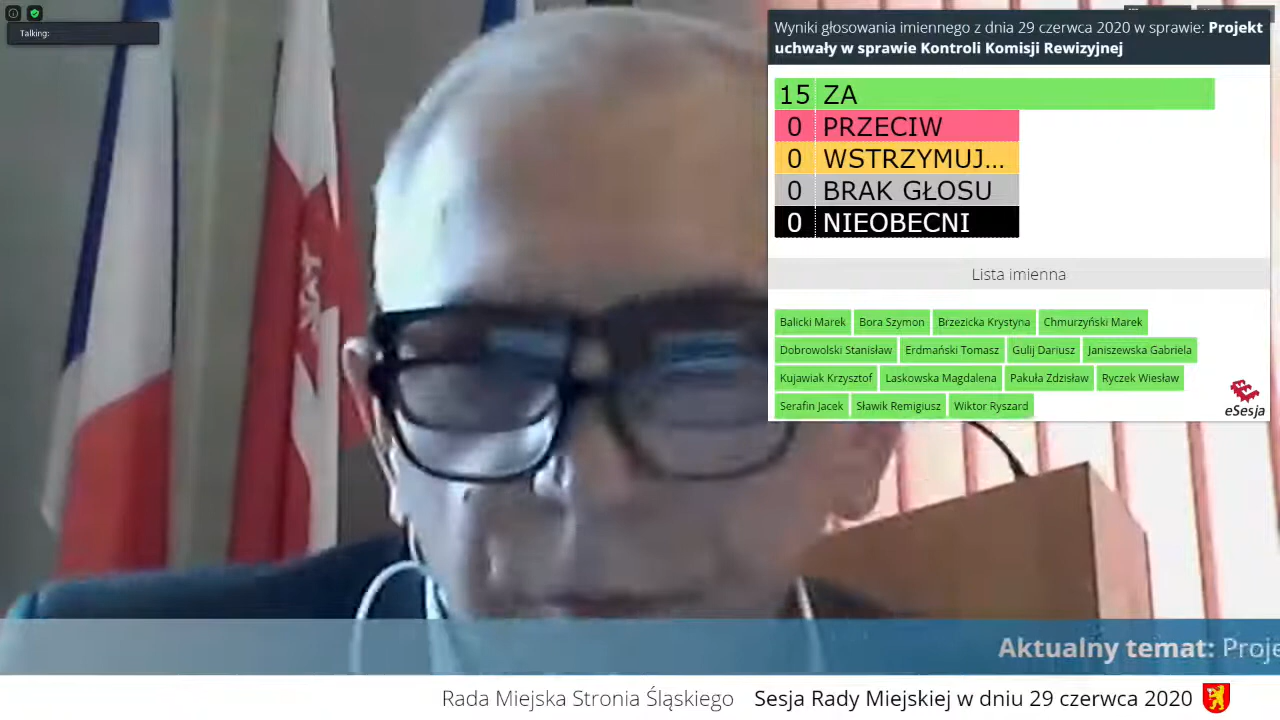 Talking:
Wyniki głosowania imiennego z dnia 29 czerwca 2020 w sprawie: Projekt
uchwały w sprawie Kontroli Komisji Rewizyjnej
15 ZA
0 PRZECIW
0 WSTRZYMUJ...
0 BRAK GŁOSU
0 NIEOBECNI
Lista imienna
Balicki Marek Bora Szymon Brzezicka Krystyna Chmurzyński Marek
Dobrowolski Stanisław Erdmański Tomasz Gulij Dariusz Janiszewska Gabriela
Kujawiak Krzysztof Laskowska Magdalena Pakuła Zdzisław Ryczek Wiesław
Serafin Jacek Sławik Remigiusz Wiktor Ryszard
eSesja
Aktualny temat: Proje
Rada Miejska Stronia Śląskiego Sesja Rady Miejskiej w dniu 29 czerwca 2020